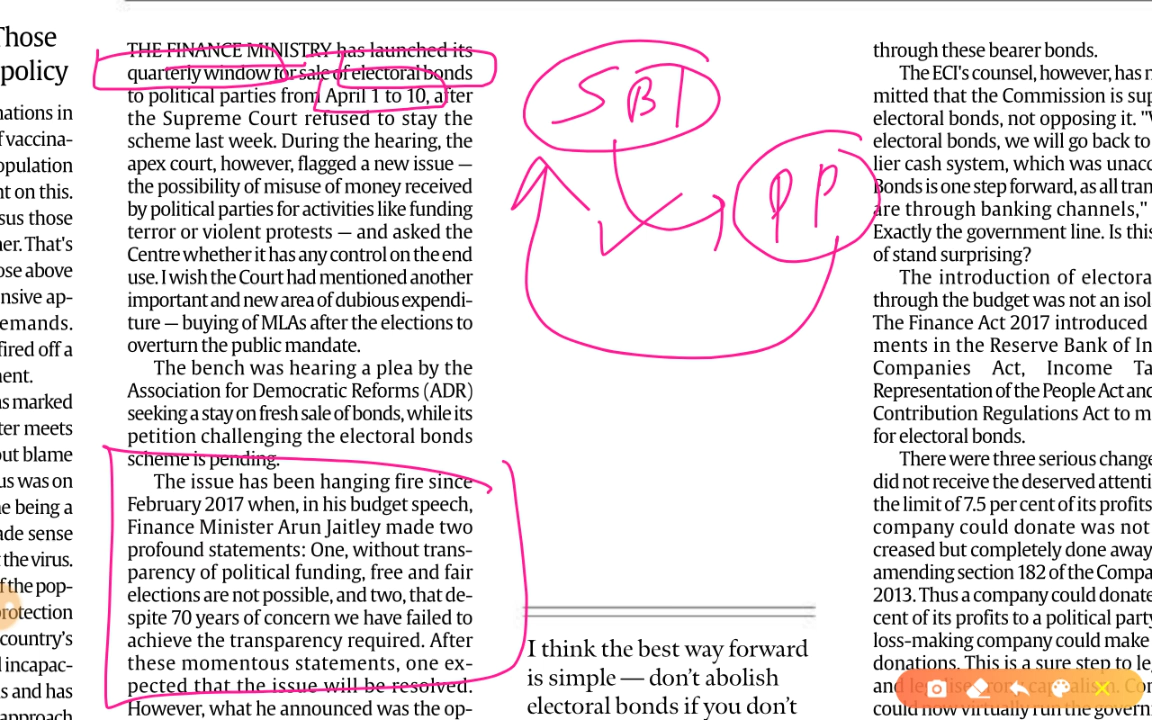 Those
policy
nations in
f vaccina-
opulation
nt on this.
sus those
ner. That's
ose above
nsive ap-
emands.
fired off a
nent.
as marked
ter meets
out blame
us was on
ne being a
ade sense
the virus.
f the pop-
protection
country's
incapac-
s and has
approach
THE FINANCE MINISTRY has launched its
quarterly window for sale of electoral bonds
to political parties from April 1 to 10, after
the Supreme Court refused to stay the
scheme last week. During the hearing, the
apex court, however, flagged a new issue —
the possibility of misuse of money received
by political parties for activities like funding
terror or violent protests — and asked the
Centre whether it has any control on the end
use. I wish the Court had mentioned another
important and new area of dubious expendi-
ture — buying of MLAs after the elections to
overturn the public mandate.
The bench was hearing a plea by the
Association for Democratic Reforms (ADR)
seeking a stay on fresh sale of bonds, while its
petition challenging the electoral bonds
scheme is pending.
The issue has been hanging fire since
February 2017 when, in his budget speech,
Finance Minister Arun Jaitley made two
profound statements: One, without trans-
parency of political funding, free and fair
elections are not possible, and two, that de-
spite 70 years of concern we have failed to
achieve the transparency required. After
these momentous statements, one ex-
pected that the issue will be resolved.
However, what he announced was the op-
SBI
PP
I think the best way forward
is simple — don't abolish
electoral bonds if you don't
through these bearer bonds.
The ECI's counsel, however, has n
mitted that the Commission is sup
electoral bonds, not opposing it. "W
electoral bonds, we will go back to
lier cash system, which was unacc
Bonds is one step forward, as all tran
are through banking channels,"
Exactly the government line. Is this
of stand surprising?
The introduction of electora
through the budget was not an isol
The Finance Act 2017 introduced
ments in the Reserve Bank of In
Companies Act, Income Ta
Representation of the People Act and
Contribution Regulations Act to m
for electoral bonds.
There were three serious change
did not receive the deserved attenti
the limit of 7.5 per cent of its profits
company could donate was not
creased but completely done away
amending section 182 of the Compa
2013. Thus a company could donate
cent of its profits to a political party
loss-making company could make
donations. This is a sure step to le
and
could now virtually run the governm